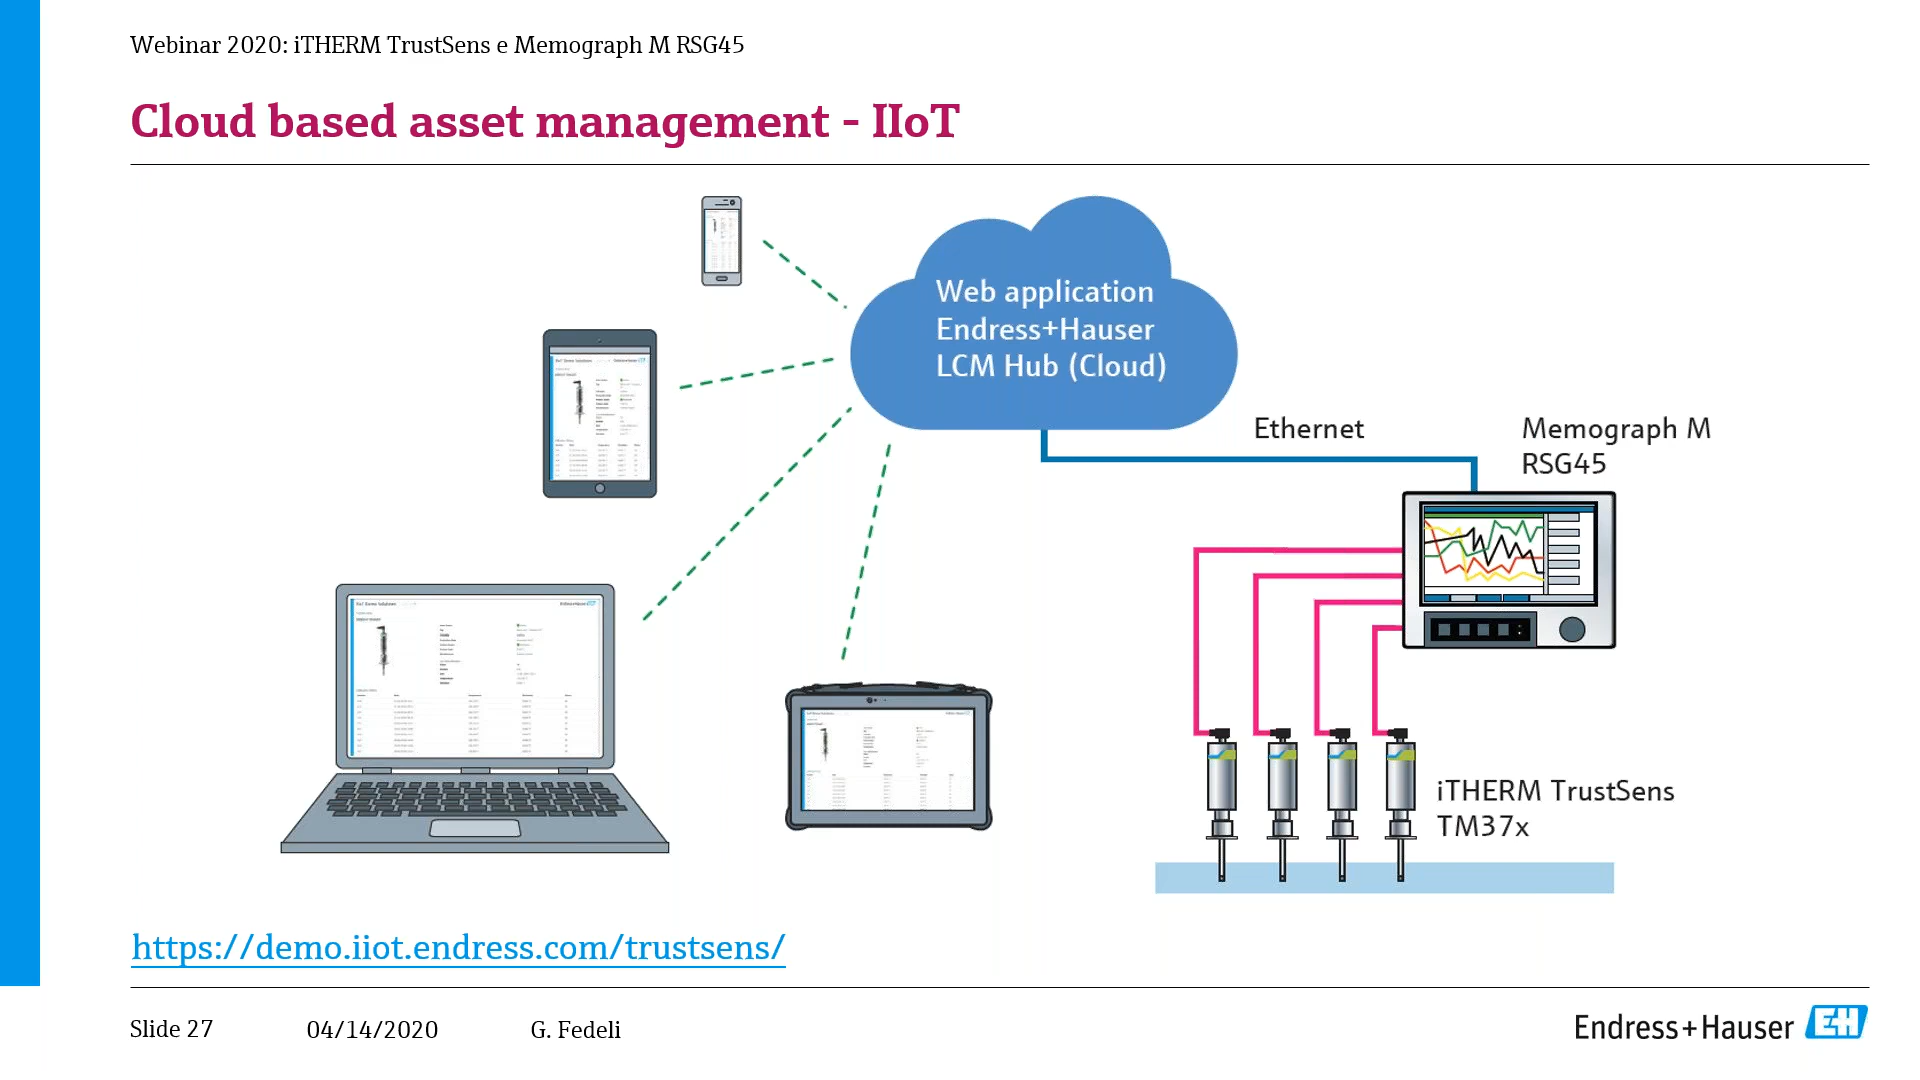 Webinar 2020: iTHERM TrustSens e Memograph M RSG45
Cloud based asset management - IIoT
Web application
Endress+Hauser
LCM Hub (Cloud)
Ethernet
Memograph M
RSG45
iTHERM TrustSens
TM37x
https://demo.iiot.endress.com/trustsens/
Slide 27
04/14/2020
G. Fedeli
Endress+Hauser EH